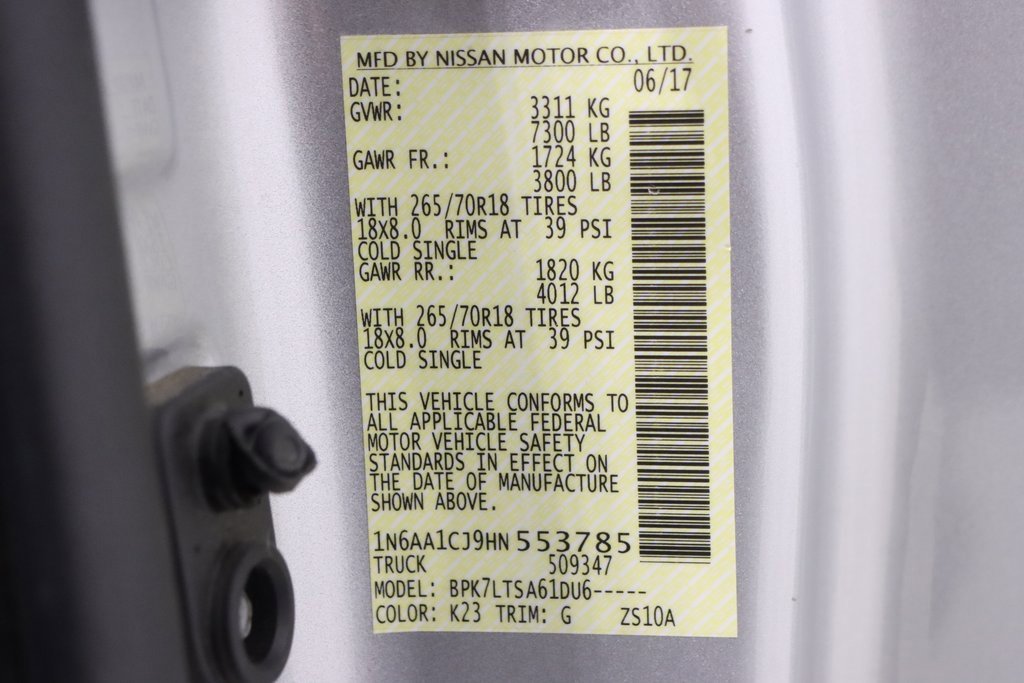 MFD BY NISSAN MOTOR CO., LTD.
DATE: 06/17
GVWR: 3311 KG
7300 LB
GAWR FR.: 1724 KG
3800 LB
WITH 265/70R18 TIRES
18X8.0 RIMS AT 39 PSI
COLD SINGLE
GAWR RR.: 1820 KG
4012 LB
WITH 265/70R18 TIRES
18X8.0 RIMS AT 39 PSI
COLD SINGLE
THIS VEHICLE CONFORMS TO
ALL APPLICABLE FEDERAL
MOTOR VEHICLE SAFETY
STANDARDS IN EFFECT ON
THE DATE OF MANUFACTURE
SHOWN ABOVE.
1N6AA1CJ9HN553785
TRUCK 509347
MODEL: BPK7LTSA61DU6-----
COLOR: K23 TRIM: G ZS10A